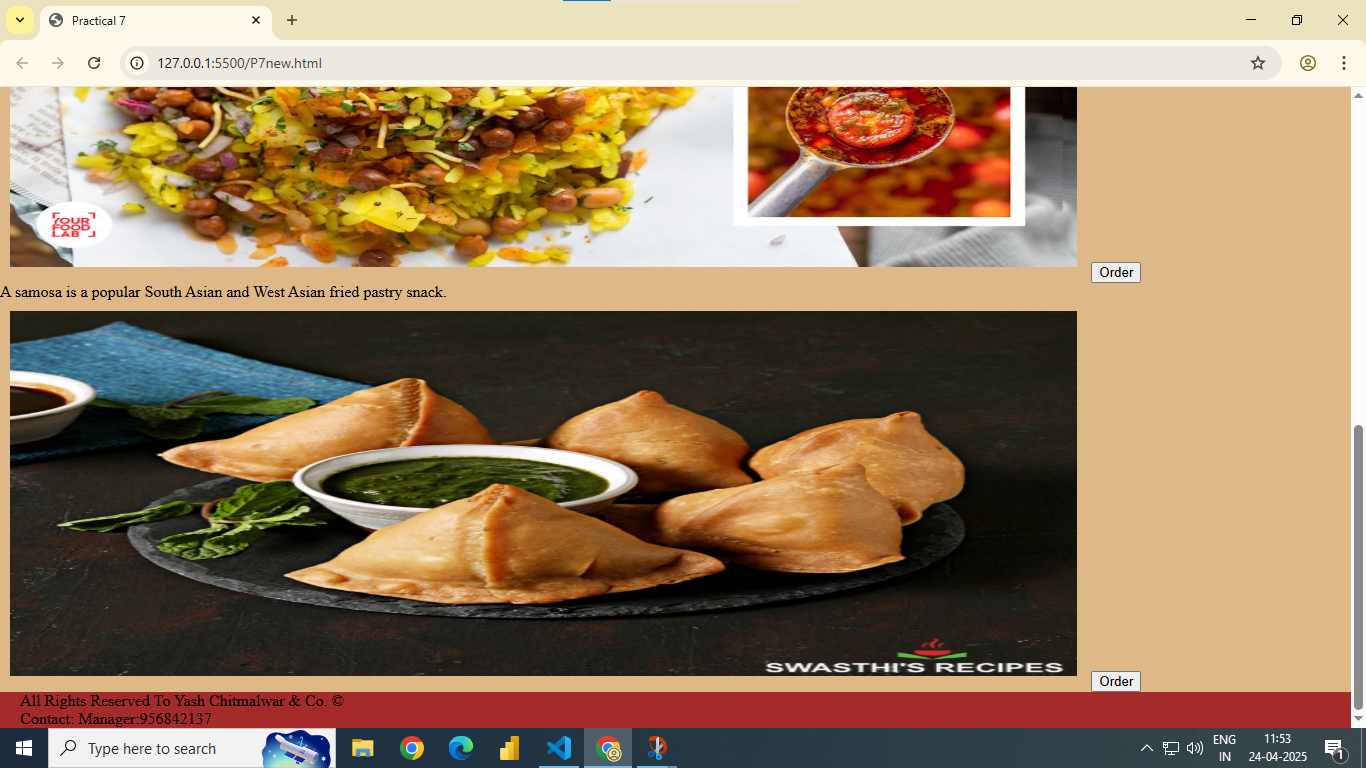 Practical 7
127.0.0.1:5500/P7new.html
YOUR
FOOD
LAB
Order
A samosa is a popular South Asian and West Asian fried pastry snack.
SWASTHI'S RECIPES
Order
All Rights Reserved To Yash Chitmalwar & Co. ©
Contact: Manager:956842137
Type here to search
ENG
IN
11:53
24-04-2025
1